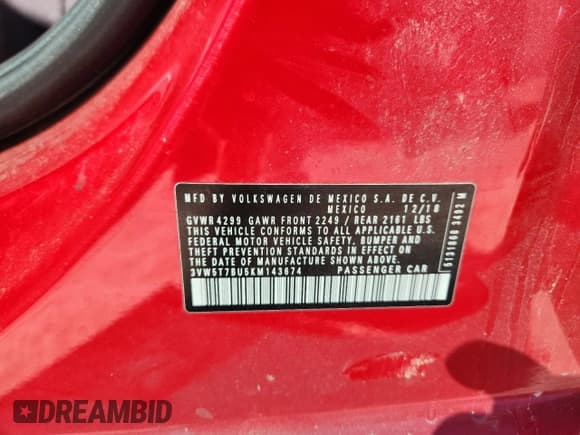 MFD BY VOLKSWAGEN DE MEXICO S.A. DE C.V.
MEXICO 12/18
GVWR 4299 GAWR FRONT 2249 / REAR 2161 LBS
THIS VEHICLE CONFORMS TO ALL APPLICABLE U.S.
FEDERAL MOTOR VEHICLE SAFETY, BUMPER AND
THEFT PREVENTION STANDARDS IN EFFECT ON
THE DATE OF MANUFACTURE SHOWN ABOVE.
3VW5T7BU5KM143674 PASSENGER CAR
DREAMBID